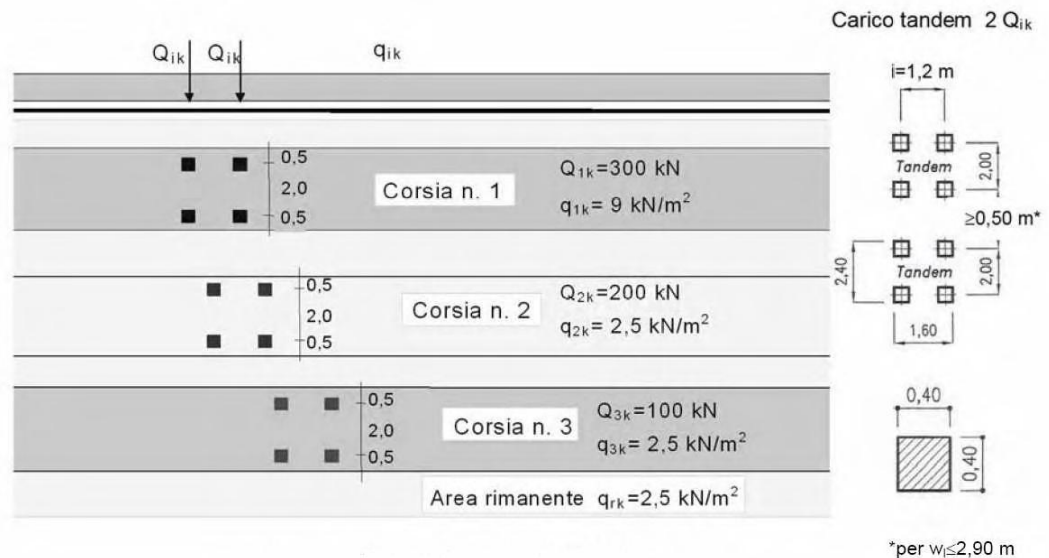 Carico tandem 2 Qik
Qik Qik qik
i=1,2 m
0,5
2,0
0,5
Corsia n. 1
Q1k=300 kN
q1k= 9 kN/m²
Tandem
2,00
≥0,50 m*
0,5
2,0
0,5
Corsia n. 2
Q2k=200 kN
q2k= 2,5 kN/m²
2,40
Tandem
2,00
1,60
0,5
2,0
0,5
Corsia n. 3
Q3k=100 kN
q3k= 2,5 kN/m²
0,40
0,40
Area rimanente qrk=2,5 kN/m²
*per wl≤2,90 m